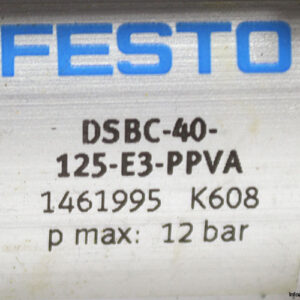 FESTO
DSBC-40-
125-E3-PPVA
1461995 K608
p max: 12 bar